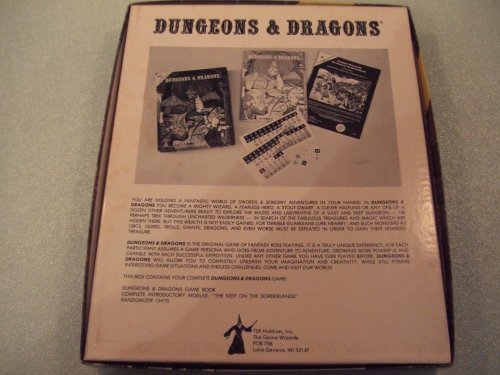 DUNGEONS & DRAGONS™
DUNGEONS & DRAGONS
YOU ARE HOLDING A FANTASTIC WORLD OF SWORDS & SORCERY ADVENTURES IN YOUR HANDS! IN DUNGEONS &
DRAGONS YOU BECOME A MIGHTY WIZARD, A FEARLESS HERO, A STOUT DWARF, A CLEVER HALFLING OR ANY ONE OF A
DOZEN OTHER ADVENTURERS READY TO EXPLORE THE MAZES AND LABYRINTHS OF A VAST AND DEEP DUNGEON — OR
PERHAPS TREK THROUGH UNCHARTED WILDERNESS — IN SEARCH OF THE FABULOUS TREASURES AND MAGIC WHICH ARE
HIDDEN THERE. BUT THIS WEALTH IS NOT EASILY GAINED, FOR TERRIBLE GUARDIANS LURK NEARBY, AND SUCH MONSTERS AS
ORCS, OGRES, TROLLS, GIANTS, DRAGONS, AND EVEN WORSE MUST BE DEFEATED IN ORDER TO GAIN THEIR HOARDED
TREASURE.
DUNGEONS & DRAGONS IS THE ORIGINAL GAME OF FANTASY ROLE PLAYING. IT IS A TRULY UNIQUE EXPERIENCE, FOR EACH
PARTICIPANT ASSUMES A GAME PERSONA WHO GOES FROM ADVENTURE TO ADVENTURE, GROWING MORE POWERFUL AND
CAPABLE WITH EACH SUCCESSFUL EXPEDITION. UNLIKE ANY OTHER GAME YOU HAVE EVER PLAYED BEFORE, DUNGEONS &
DRAGONS WILL ALLOW YOU TO COMPLETELY UNLEASH YOUR IMAGINATION AND CREATIVITY, WHILE STILL POSING
INTERESTING GAME SITUATIONS AND ENDLESS CHALLENGES. COME AND VISIT OUR WORLD!
THIS BOX CONTAINS YOUR COMPLETE DUNGEONS & DRAGONS GAME:
DUNGEONS & DRAGONS GAME BOOK
COMPLETE INTRODUCTORY MODULE, "THE KEEP ON THE BORDERLANDS"
RANDOMIZER CHITS
TSR Hobbies, Inc.
The Game Wizards
POB 756
Lake Geneva, WI 53147